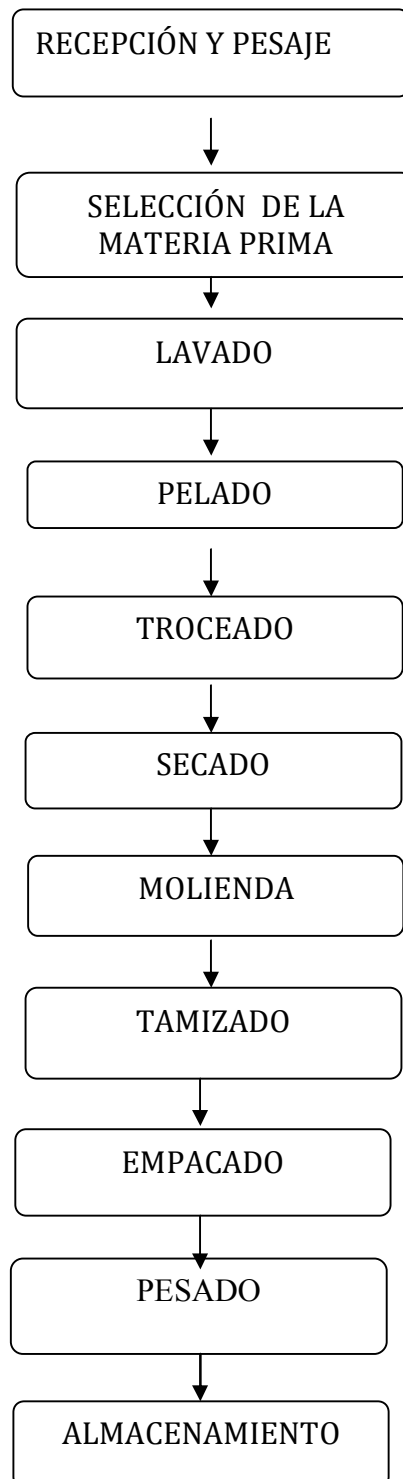 RECEPCIÓN Y PESAJE
SELECCIÓN DE LA
MATERIA PRIMA
LAVADO
PELADO
TROCEADO
SECADO
MOLIENDA
TAMIZADO
EMPACADO
PESADO
ALMACENAMIENTO